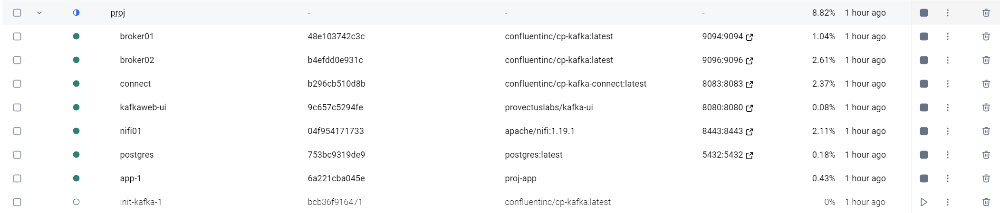 proj - - - 8.82% 1 hour ago
broker01 48e103742c3c confluentinc/cp-kafka:latest 9094:9094 1.04% 1 hour ago
broker02 b4efdd0e931c confluentinc/cp-kafka:latest 9096:9096 2.61% 1 hour ago
connect b296cb510d8b confluentinc/cp-kafka-connect:latest 8083:8083 2.37% 1 hour ago
kafkaweb-ui 9c657c5294fe provectuslabs/kafka-ui 8080:8080 0.08% 1 hour ago
nifi01 04f954171733 apache/nifi:1.19.1 8443:8443 2.11% 1 hour ago
postgres 753bc9319de9 postgres:latest 5432:5432 0.18% 1 hour ago
app-1 6a221cba045e proj-app 0.43% 1 hour ago
init-kafka-1 bcb36f916471 confluentinc/cp-kafka:latest 0% 1 hour ago